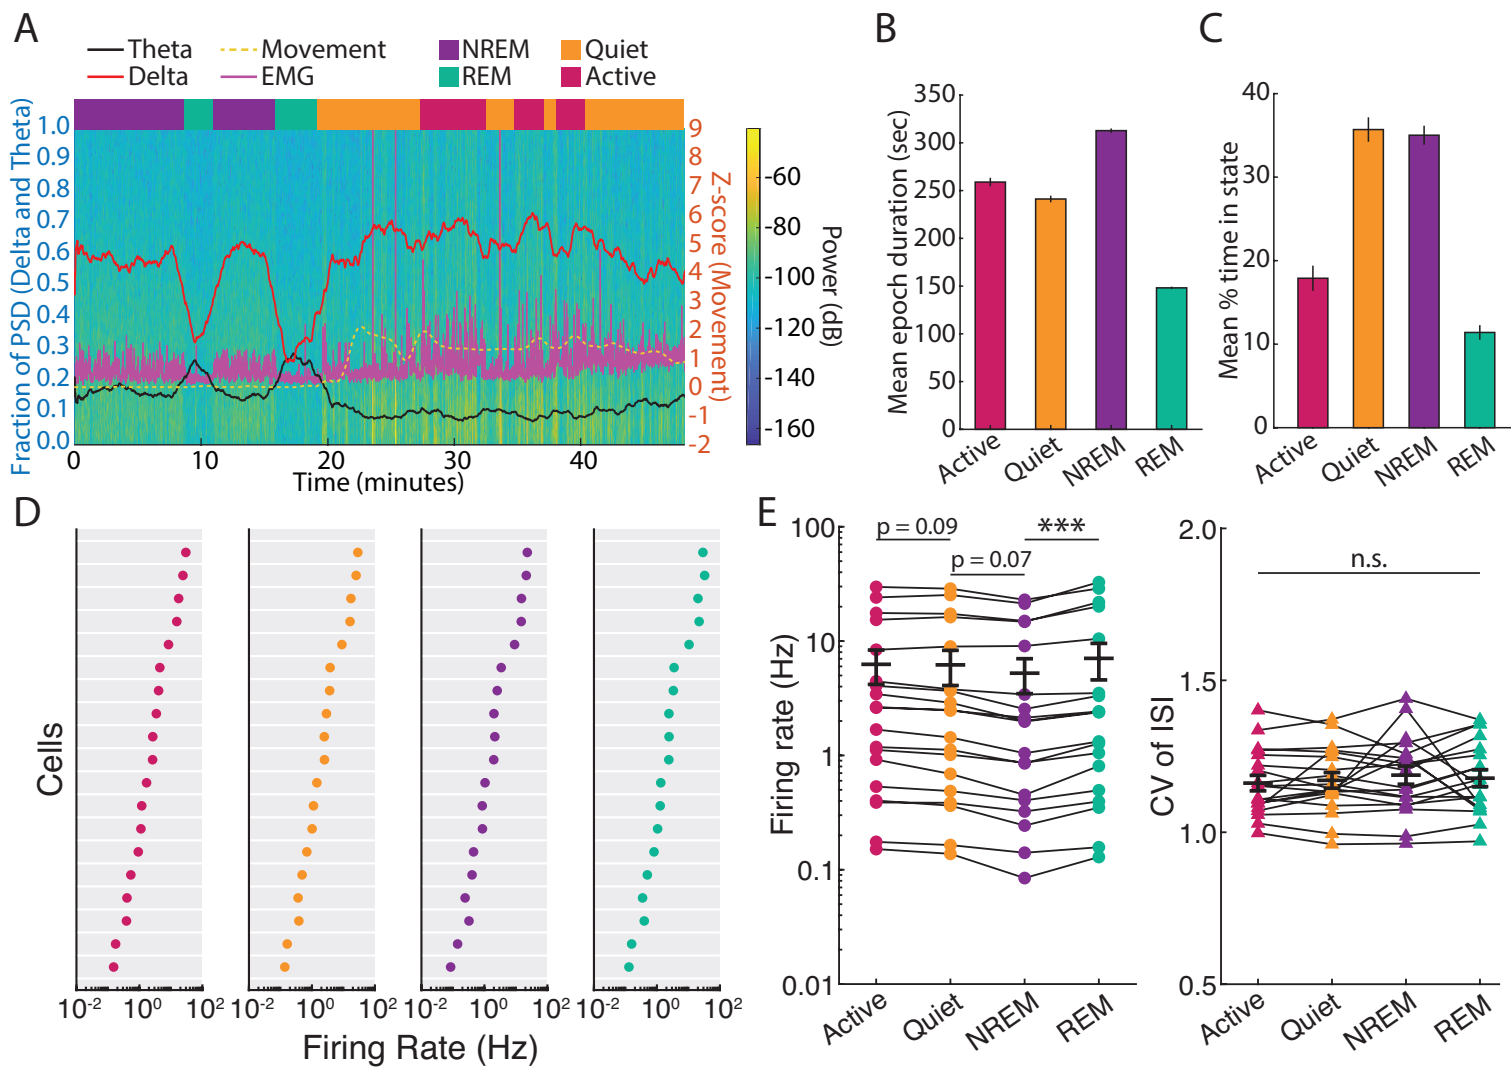 A
B
C
Theta
Movement
NREM
Quiet
Delta
EMG
REM
Active
Fraction of PSD (Delta and Theta)
1.0
0.9
0.8
0.7
0.6
0.5
0.4
0.3
0.2
0.1
0.0
0
10
20
30
40
Time (minutes)
9
8
7
6
5
4
3
2
1
0
-1
-2
Z-score (Movement)
-60
-80
-100
-120
-140
-160
Power (dB)
Mean epoch duration (sec)
350
300
250
200
150
100
50
0
Active
Quiet
NREM
REM
Mean % time in state
40
30
20
10
0
Active
Quiet
NREM
REM
D
Cells
10-2
100
102
10-2
100
102
10-2
100
102
10-2
100
102
Firing Rate (Hz)
E
Firing rate (Hz)
100
10
1
0.1
0.01
p = 0.09
p = 0.07
***
Active
Quiet
NREM
REM
CV of ISI
2.0
1.5
1.0
0.5
n.s.
Active
Quiet
NREM
REM